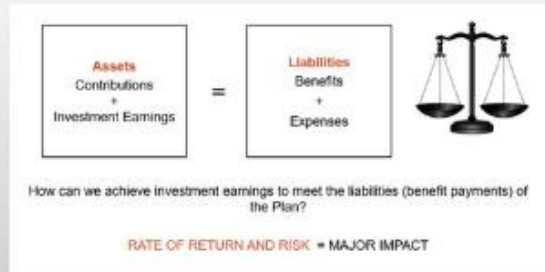 Assets
Contributions
+
Investment Earnings
=
Liabilities
Benefits
+
Expenses
How can we achieve investment earnings to meet the liabilities (benefit payments) of
the Plan?
RATE OF RETURN AND RISK = MAJOR IMPACT